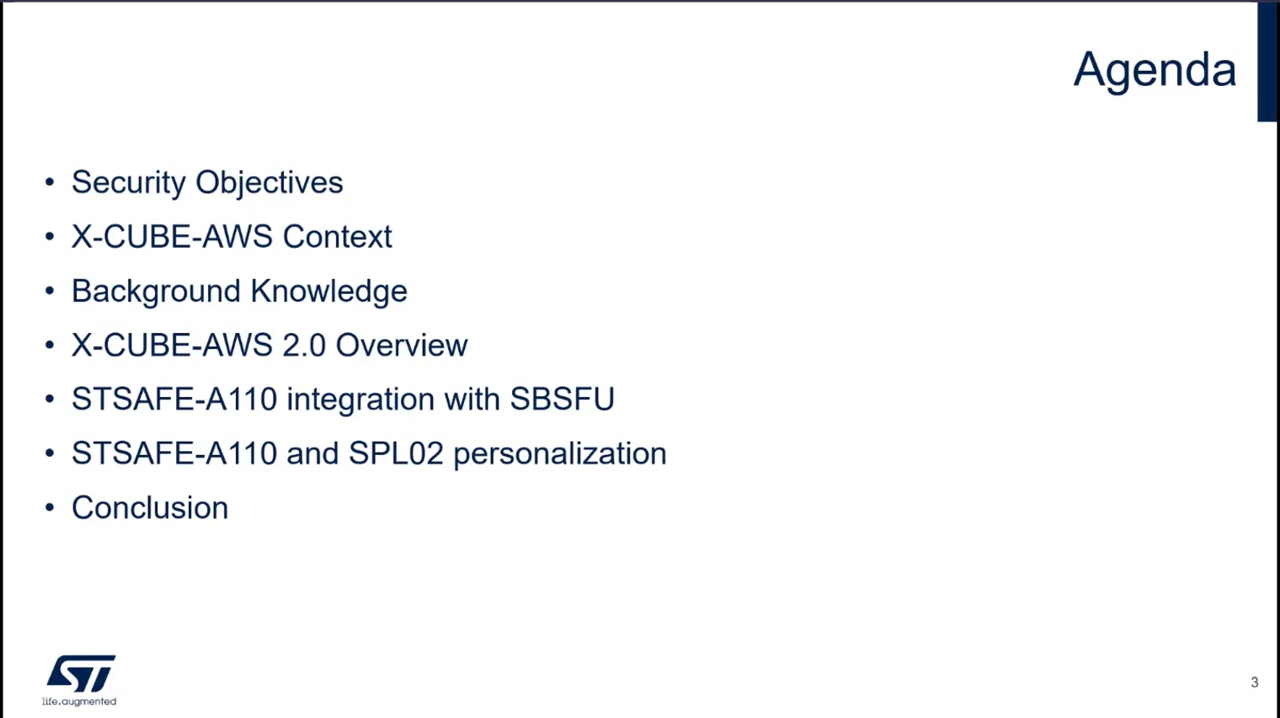 Agenda
• Security Objectives
• X-CUBE-AWS Context
• Background Knowledge
• X-CUBE-AWS 2.0 Overview
• STSAFE-A110 integration with SBSFU
• STSAFE-A110 and SPL02 personalization
• Conclusion
ST
life.augmented
3